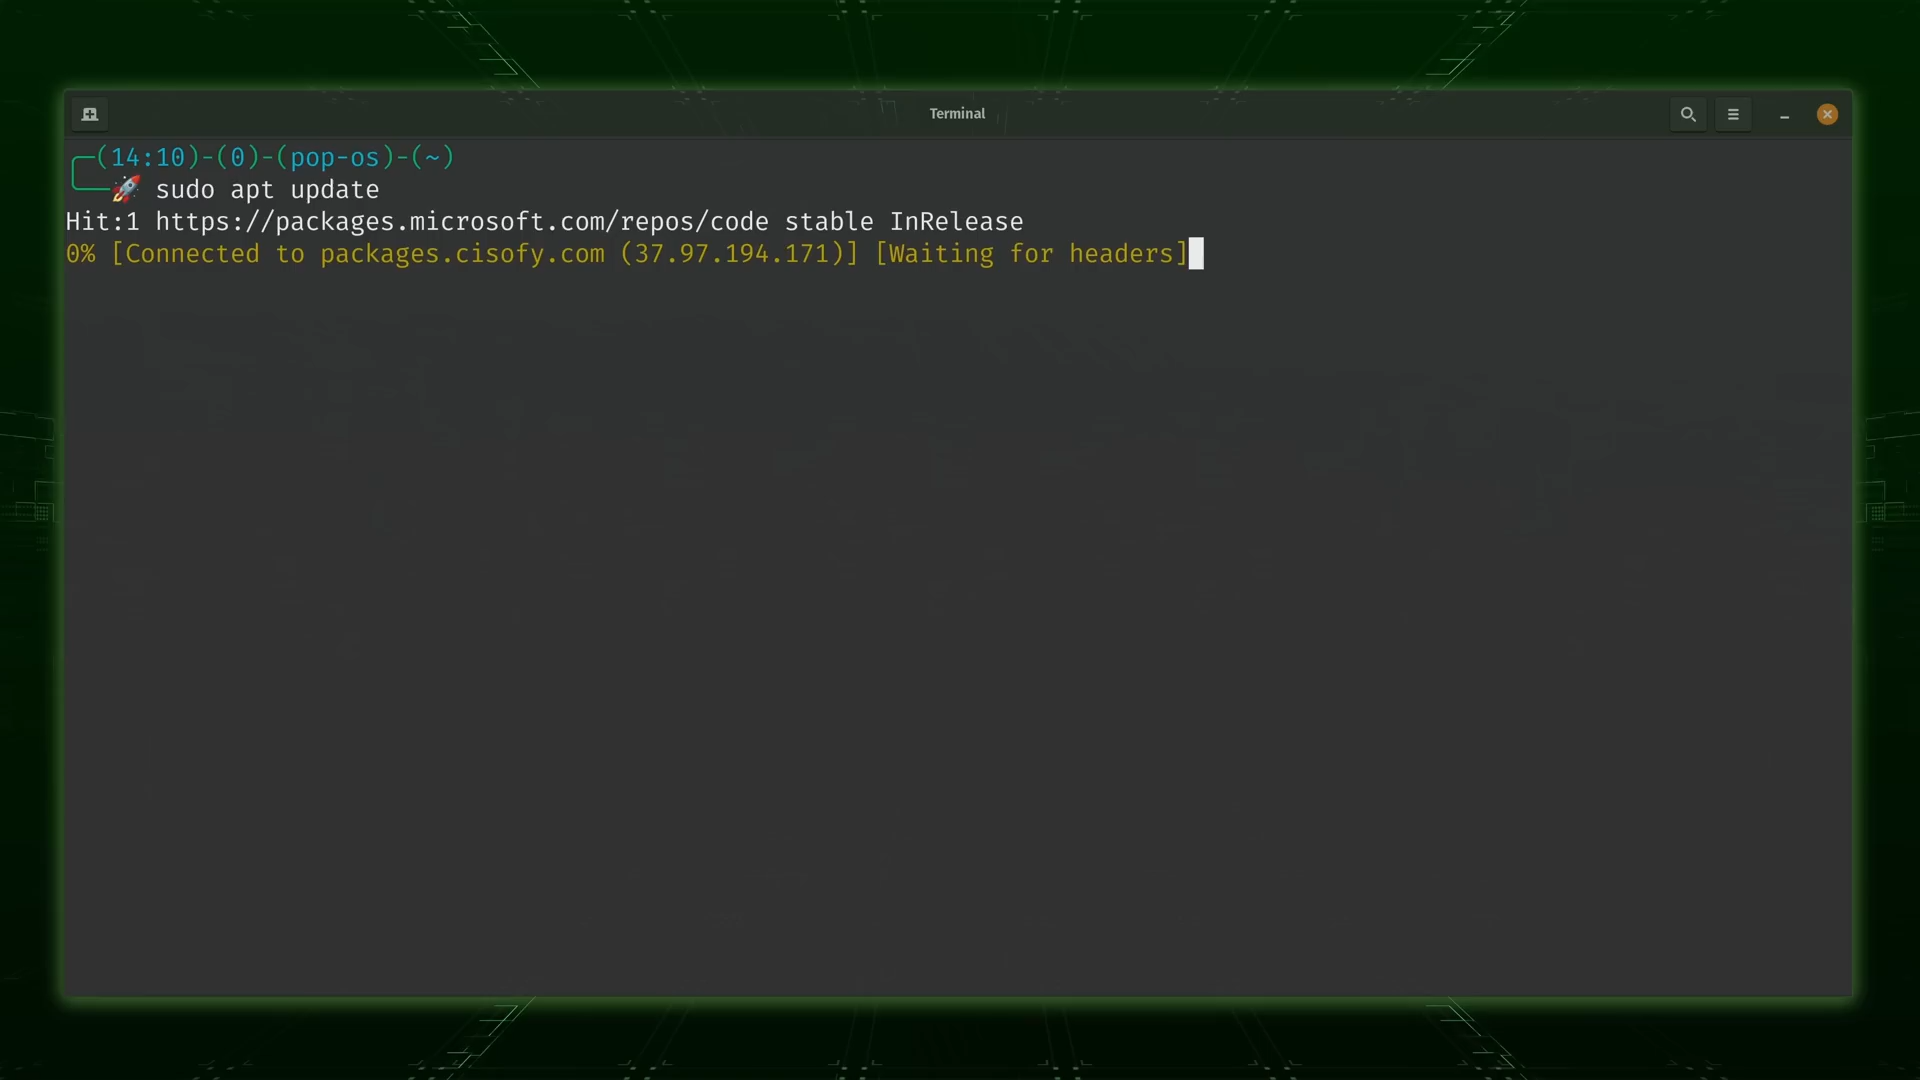 Terminal
(14:10)-(0)-(pop-os)-(~)
🚀 sudo apt update
Hit:1 https://packages.microsoft.com/repos/code stable InRelease
0% [Connected to packages.cisofy.com (37.97.194.171)] [Waiting for headers]